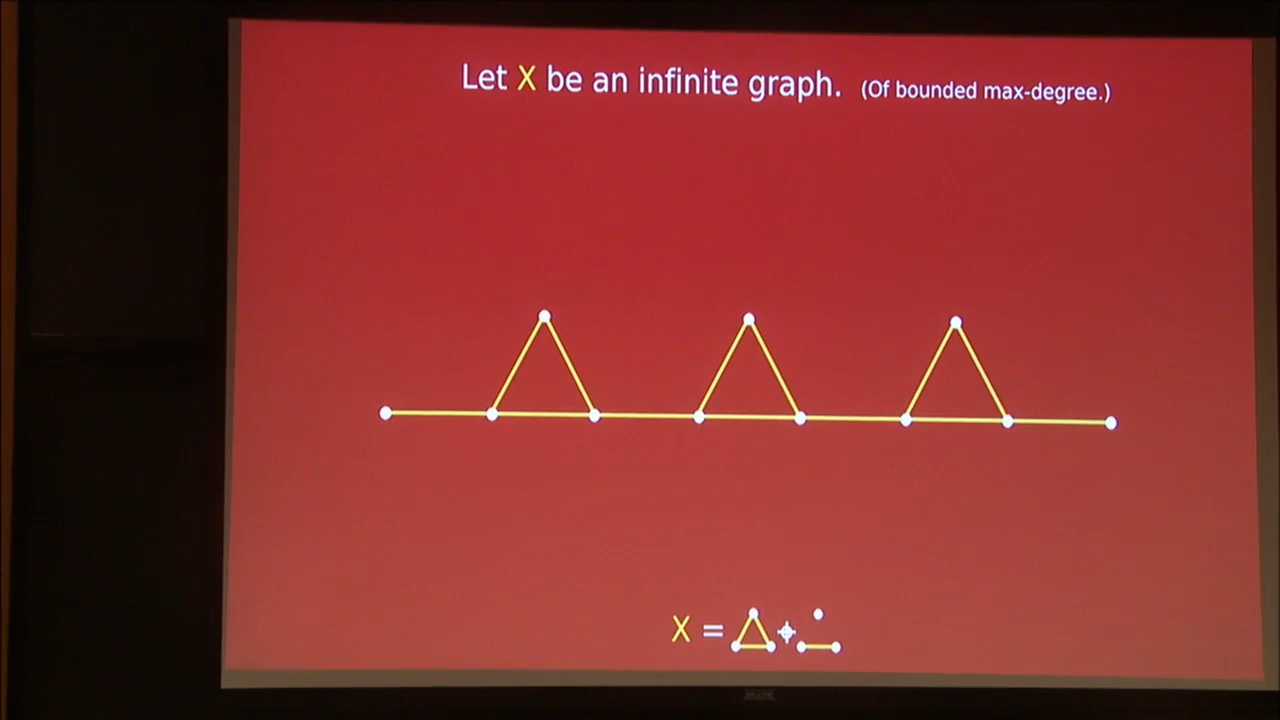 Let X be an infinite graph. (Of bounded max-degree.)
X =